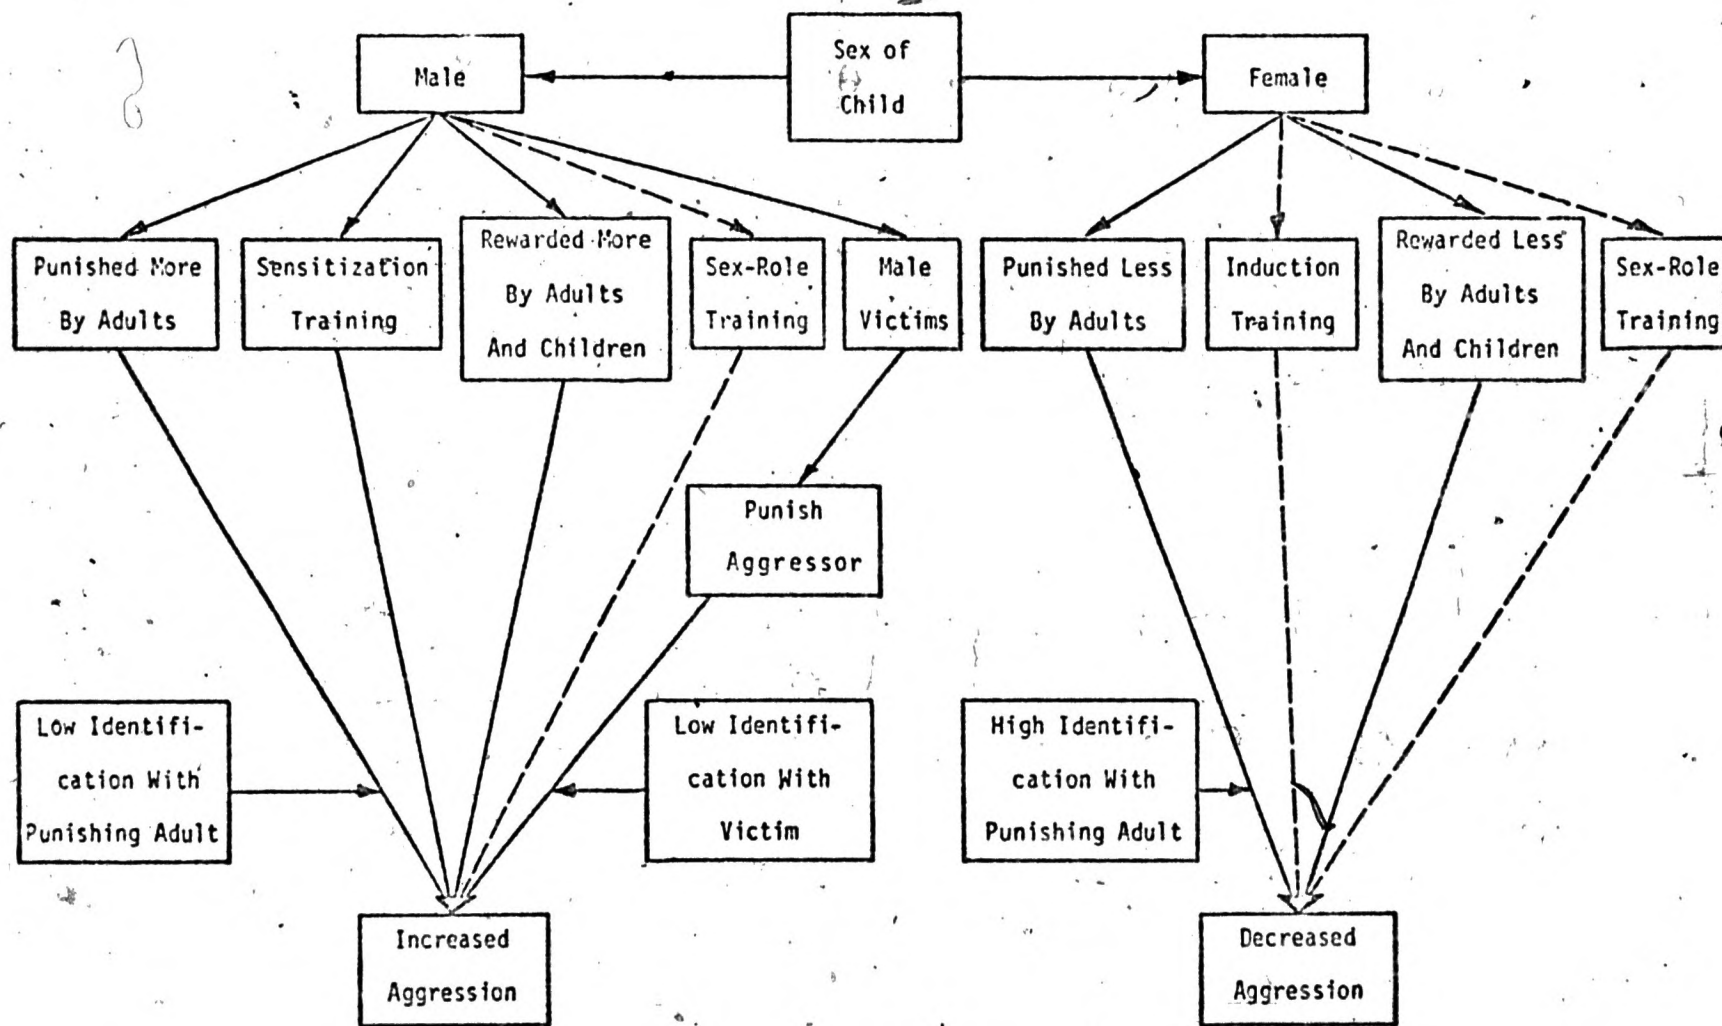 Sex of
Child
Male
Female
Punished More
By Adults
Sensitization
Training
Rewarded More
By Adults
And Children
Sex-Role
Training
Male
Victims
Punished Less
By Adults
Induction
Training
Rewarded Less
By Adults
And Children
Sex-Role
Training
Punish
Aggressor
Low Identifi-
cation With
Punishing Adult
Low Identifi-
cation With
Victim
High Identifi-
cation With
Punishing Adult
Increased
Aggression
Decreased
Aggression